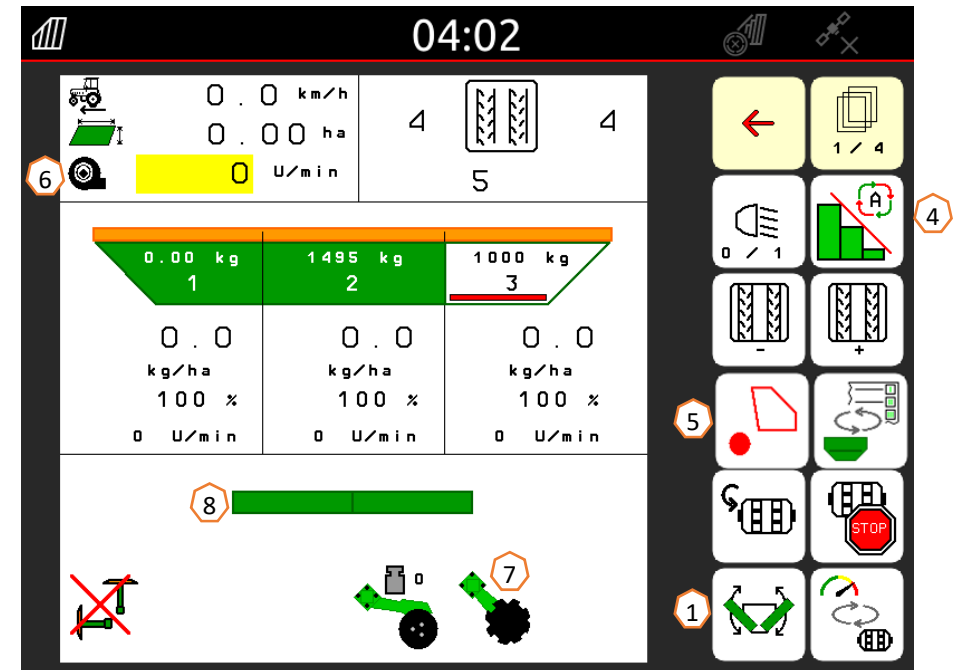 04:02
0.0 km/h
0.00 ha
6 0 U/min
4 4
5
1 / 4
4
A
0 / 1
0.00 kg 1495 kg 1000 kg
1 2 3
- +
0.0 0.0 0.0
kg/ha kg/ha kg/ha
100 % 100 % 100 %
0 U/min 0 U/min 0 U/min
5
8
STOP
0
7
1